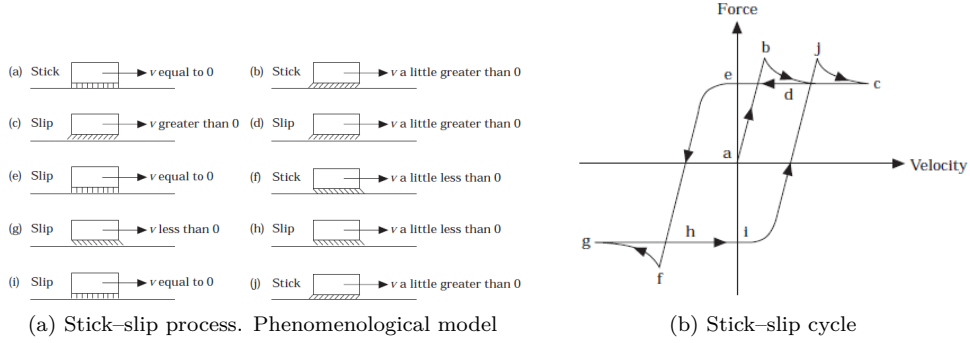 (a) Stick v equal to 0
(b) Stick v a little greater than 0
(c) Slip v greater than 0
(d) Slip v a little greater than 0
(e) Slip v equal to 0
(f) Stick v a little less than 0
(g) Slip v less than 0
(h) Slip v a little less than 0
(i) Slip v equal to 0
(j) Stick v a little greater than 0
(a) Stick–slip process. Phenomenological model
Force
b
j
e
c
d
a
Velocity
h
i
g
f
(b) Stick–slip cycle